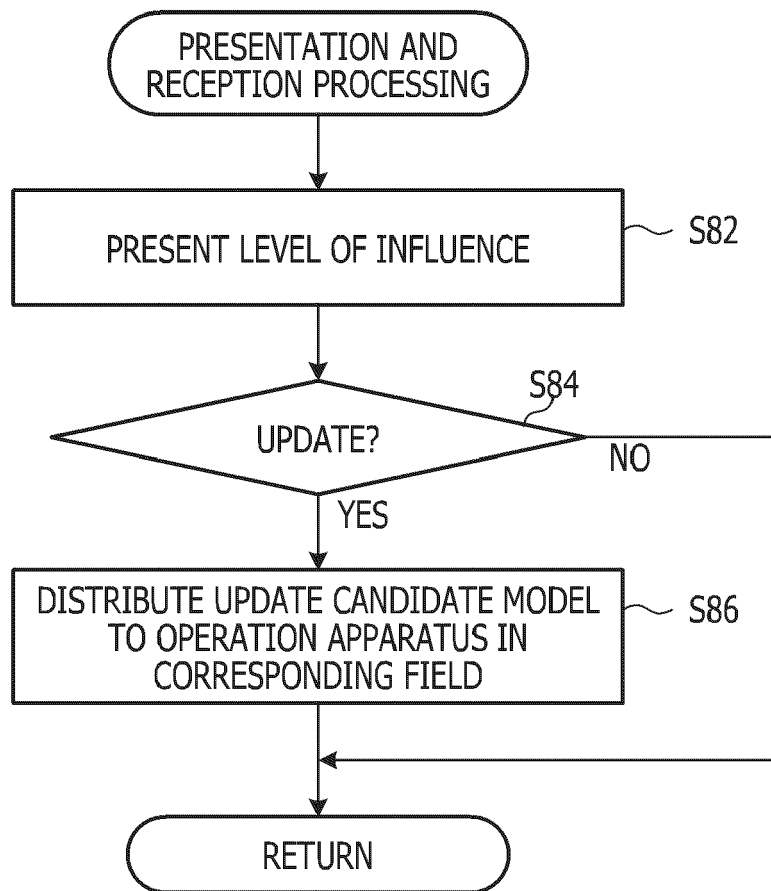 PRESENTATION AND
RECEPTION PROCESSING
PRESENT LEVEL OF INFLUENCE
S82
S84
UPDATE?
NO
YES
DISTRIBUTE UPDATE CANDIDATE MODEL
TO OPERATION APPARATUS IN
CORRESPONDING FIELD
S86
RETURN